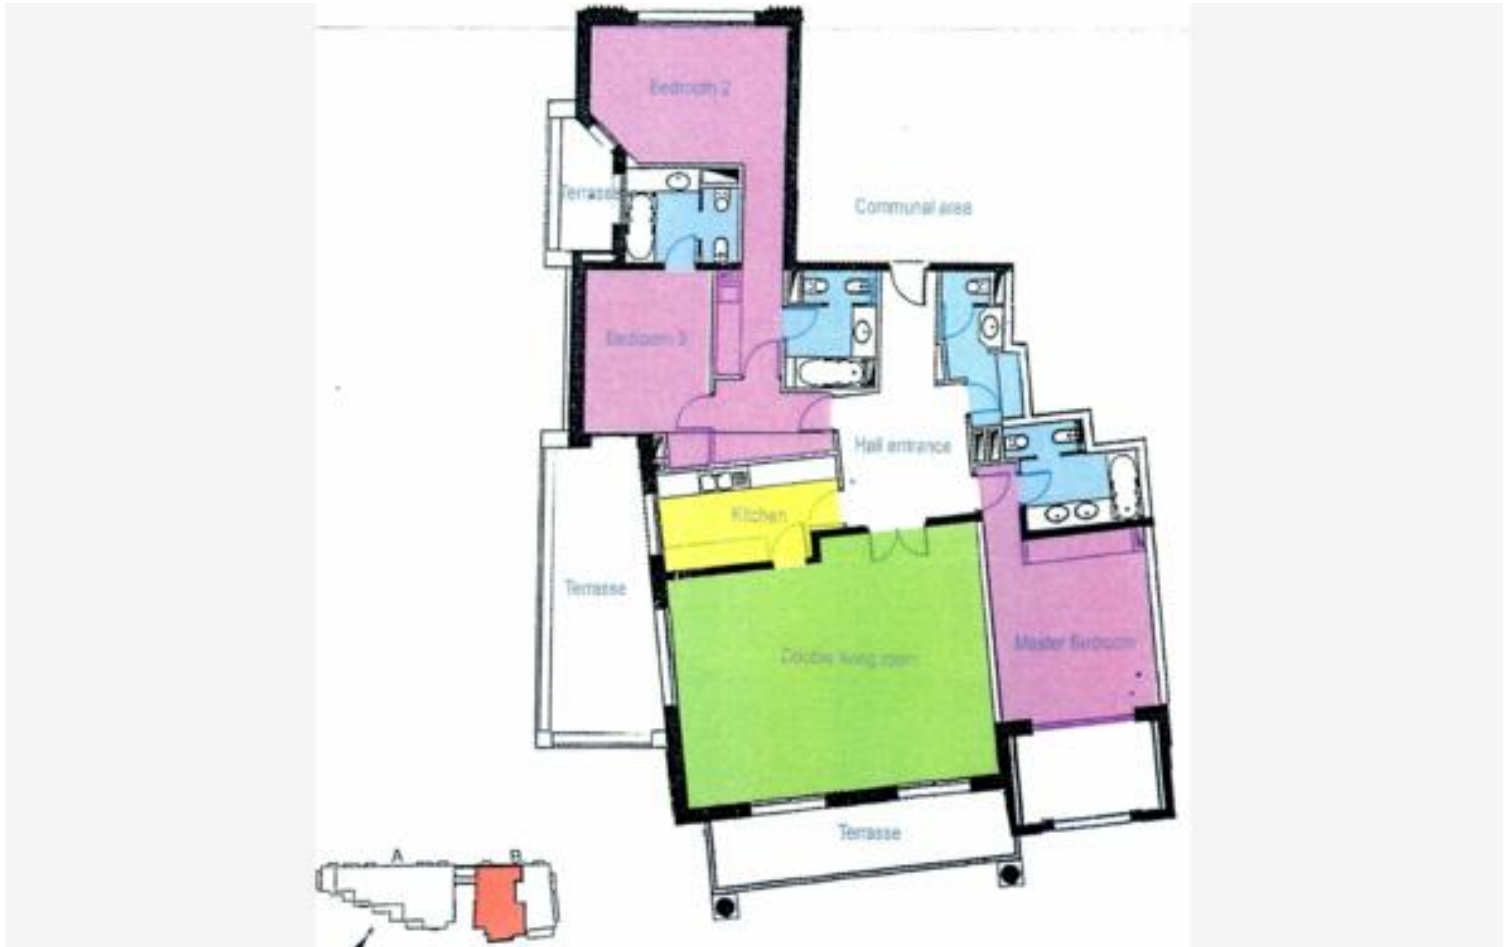 Bedroom 2
Terrasse
Communal area
Bedroom 3
Hall entrance
Kitchen
Terrasse
Master Bedroom
Double living room
Terrasse
A
B